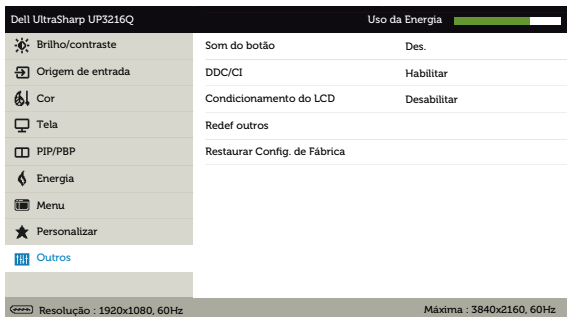 Dell UltraSharp UP3216Q Uso da Energia
Brilho/contraste Som do botão Des.
Origem de entrada DDC/CI Habilitar
Cor Condicionamento do LCD Desabilitar
Tela Redef outros
PIP/PBP Restaurar Config. de Fábrica
Energia
Menu
Personalizar
Outros
Resolução : 1920x1080, 60Hz Máxima : 3840x2160, 60Hz